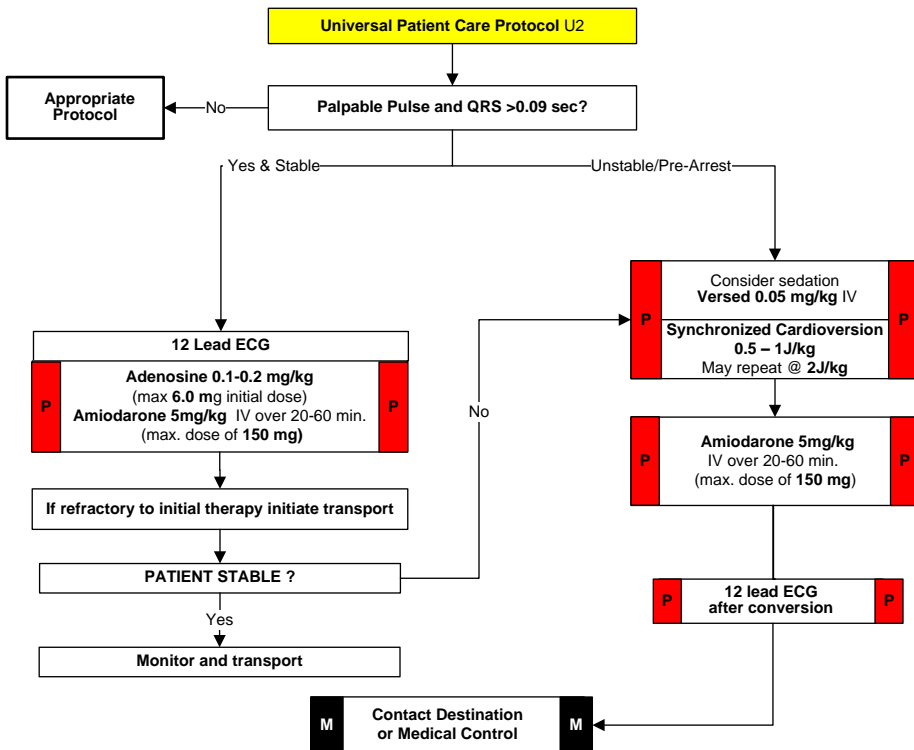 Universal Patient Care Protocol U2
Appropriate
Protocol
No
Palpable Pulse and QRS >0.09 sec?
Yes & Stable
Unstable/Pre-Arrest
P
Consider sedation
Versed 0.05 mg/kg IV
Synchronized Cardioversion
0.5 – 1J/kg
May repeat @ 2J/kg
P
12 Lead ECG
P
Adenosine 0.1-0.2 mg/kg
(max 6.0 mg initial dose)
Amiodarone 5mg/kg IV over 20-60 min.
(max. dose of 150 mg)
P
No
P
Amiodarone 5mg/kg
IV over 20-60 min.
(max. dose of 150 mg)
P
If refractory to initial therapy initiate transport
PATIENT STABLE ?
Yes
P
12 lead ECG
after conversion
P
Monitor and transport
M
Contact Destination
or Medical Control
M